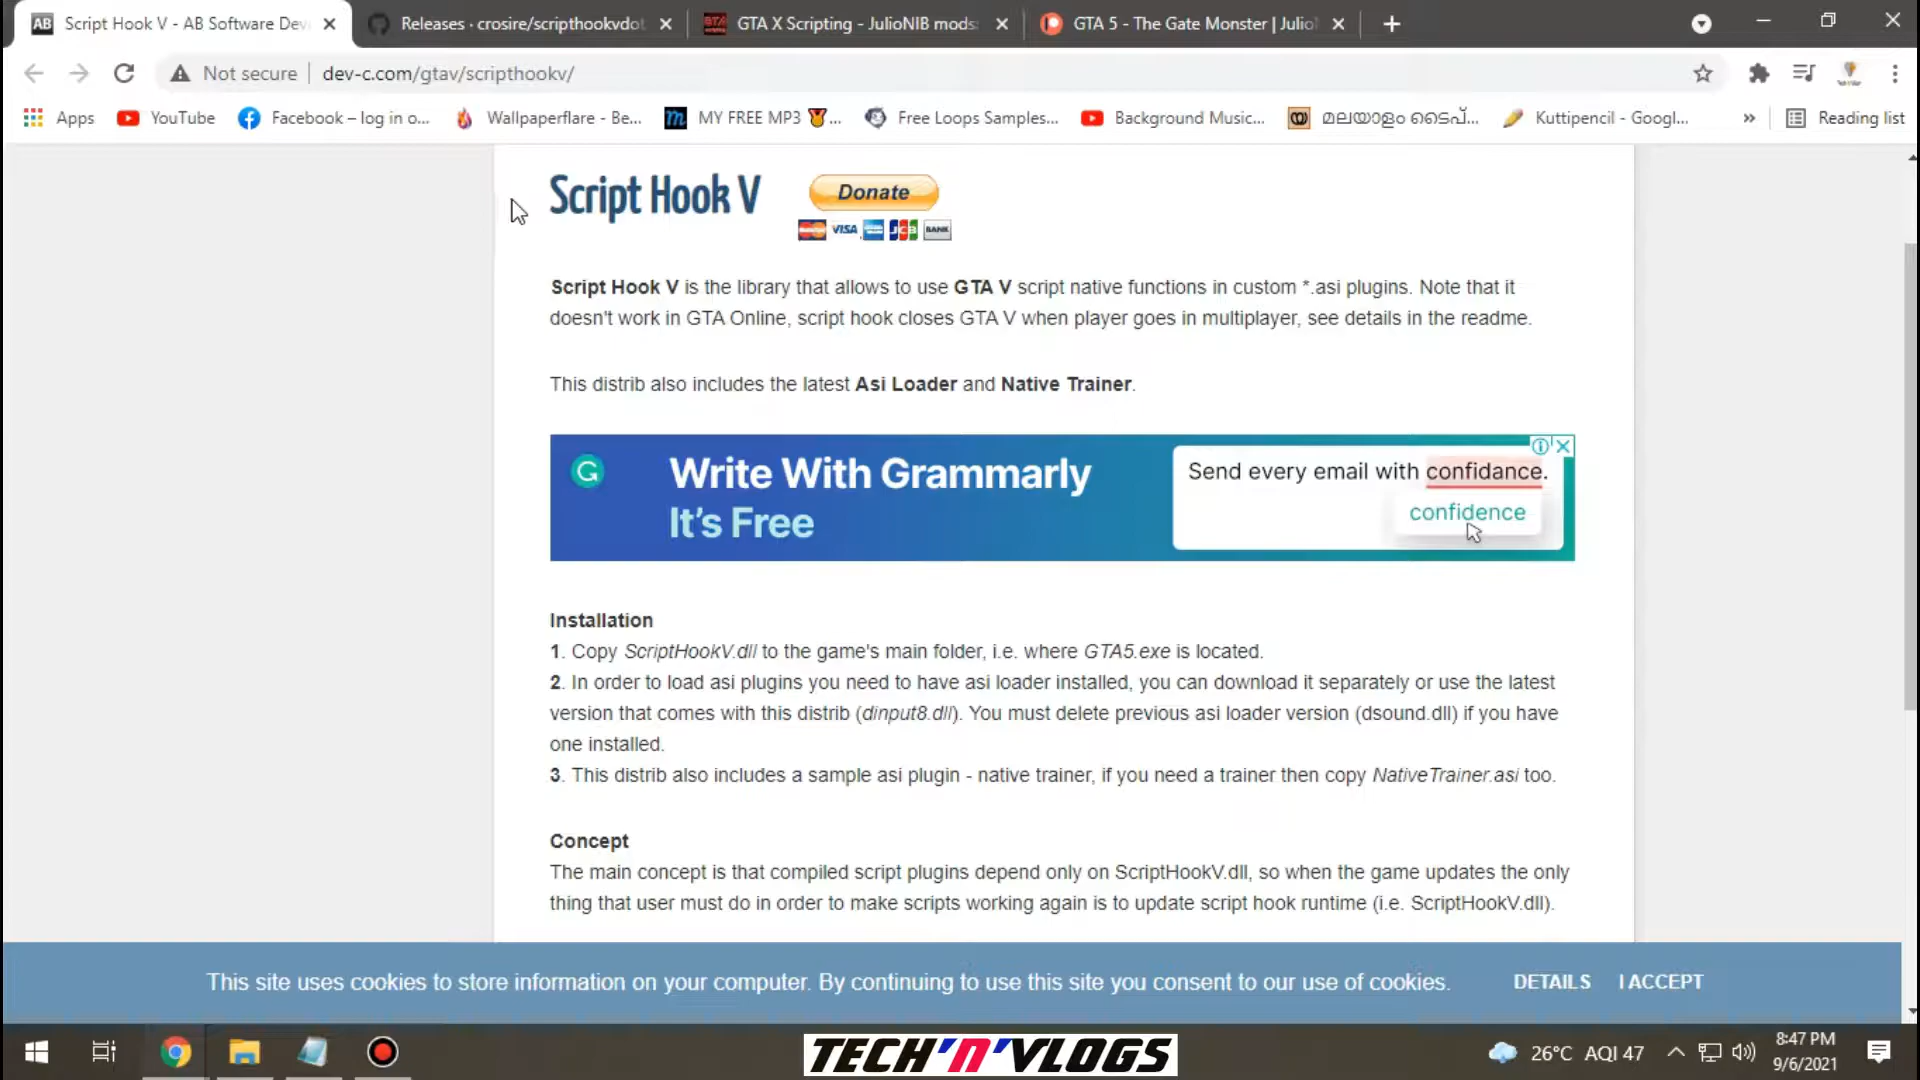 AB Script Hook V - AB Software Dev
Releases · crosire/scripthookvdot
GTA X Scripting - JulioNIB mods
GTA 5 - The Gate Monster | Julio
Not secure
dev-c.com/gtav/scripthookv/
Apps
YouTube
Facebook – log in o...
Wallpaperflare - Be...
m MY FREE MP3 ...
Free Loops Samples...
Background Music...
മലയാളം ടൈപ്...
Kuttipencil - Googl...
»
Reading list
Script Hook V
Donate
VISA JCB BANK
Script Hook V is the library that allows to use GTA V script native functions in custom *.asi plugins. Note that it
doesn't work in GTA Online, script hook closes GTA V when player goes in multiplayer, see details in the readme.
This distrib also includes the latest Asi Loader and Native Trainer.
G
Write With Grammarly
It's Free
Send every email with confidance.
confidence
Installation
1. Copy ScriptHookV.dll to the game's main folder, i.e. where GTA5.exe is located.
2. In order to load asi plugins you need to have asi loader installed, you can download it separately or use the latest
version that comes with this distrib (dinput8.dll). You must delete previous asi loader version (dsound.dll) if you have
one installed.
3. This distrib also includes a sample asi plugin - native trainer, if you need a trainer then copy NativeTrainer.asi too.
Concept
The main concept is that compiled script plugins depend only on ScriptHookV.dll, so when the game updates the only
thing that user must do in order to make scripts working again is to update script hook runtime (i.e. ScriptHookV.dll).
This site uses cookies to store information on your computer. By continuing to use this site you consent to our use of cookies.
DETAILS
I ACCEPT
TECH'N'VLOGS
26°C AQI 47
8:47 PM
9/6/2021